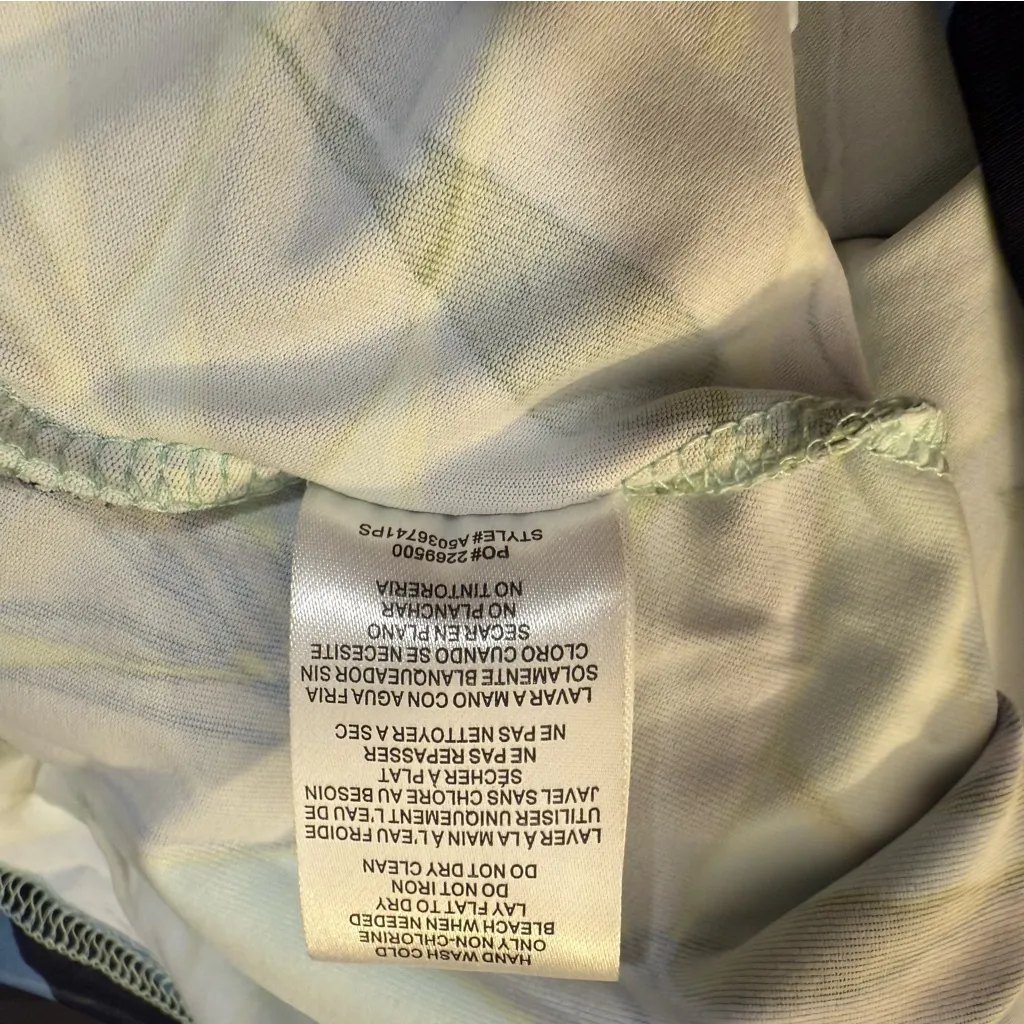 HAND WASH COLD
ONLY NON-CHLORINE
BLEACH WHEN NEEDED
LAY FLAT TO DRY
DO NOT IRON
DO NOT DRY CLEAN
LAVER À LA MAIN À L'EAU FROIDE
UTILISER UNIQUEMENT L'EAU DE
JAVEL SANS CHLORE AU BESOIN
SÉCHER À PLAT
NE PAS REPASSER
NE PAS NETTOYER A SEC
LAVAR A MANO CON AGUA FRIA
SOLAMENTE BLANQUEADOR SIN
CLORO CUANDO SE NECESITE
SECAR EN PLANO
NO PLANCHAR
NO TINTORERIA
PO#2269500
STYLE#A5036741PS